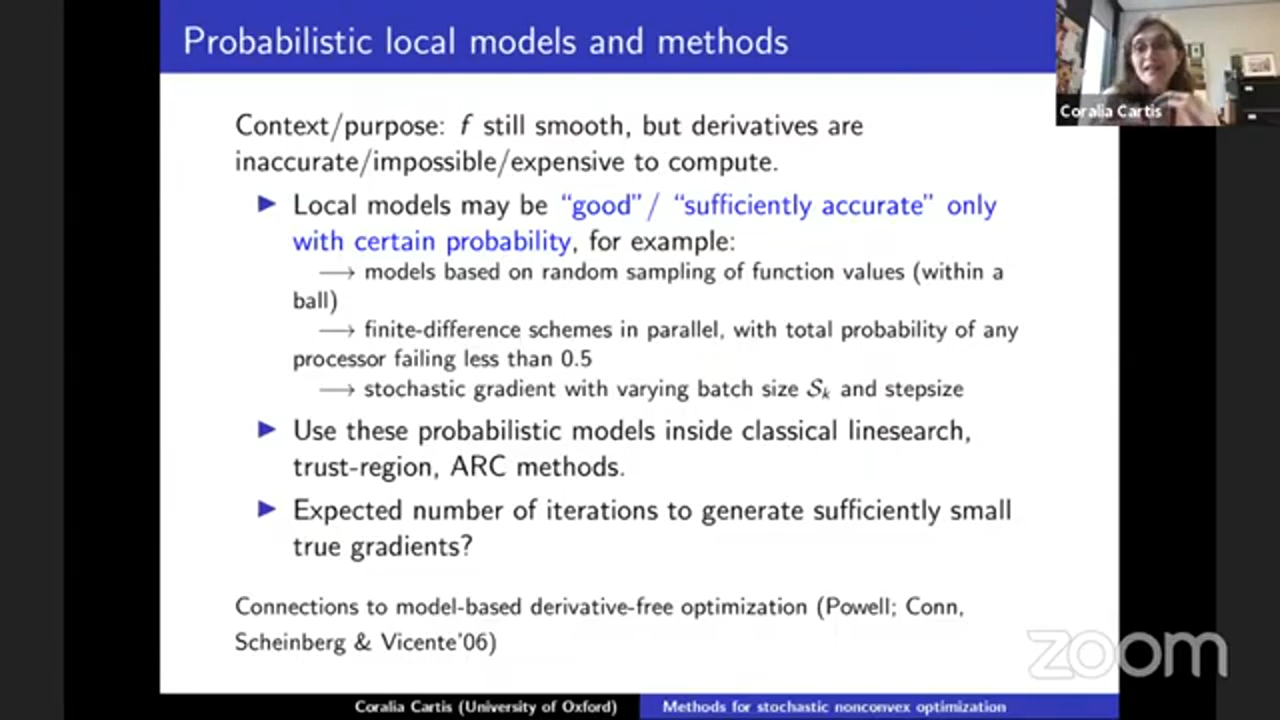 Probabilistic local models and methods
Coralia Cartis
Context/purpose: f still smooth, but derivatives are
inaccurate/impossible/expensive to compute.
▶ Local models may be “good”/ “sufficiently accurate” only
with certain probability, for example:
⟶ models based on random sampling of function values (within a
ball)
⟶ finite-difference schemes in parallel, with total probability of any
processor failing less than 0.5
⟶ stochastic gradient with varying batch size 𝒮ₖ and stepsize
▶ Use these probabilistic models inside classical linesearch,
trust-region, ARC methods.
▶ Expected number of iterations to generate sufficiently small
true gradients?
Connections to model-based derivative-free optimization (Powell; Conn,
Scheinberg & Vicente'06)
zoom
Coralia Cartis (University of Oxford)
Methods for stochastic nonconvex optimization